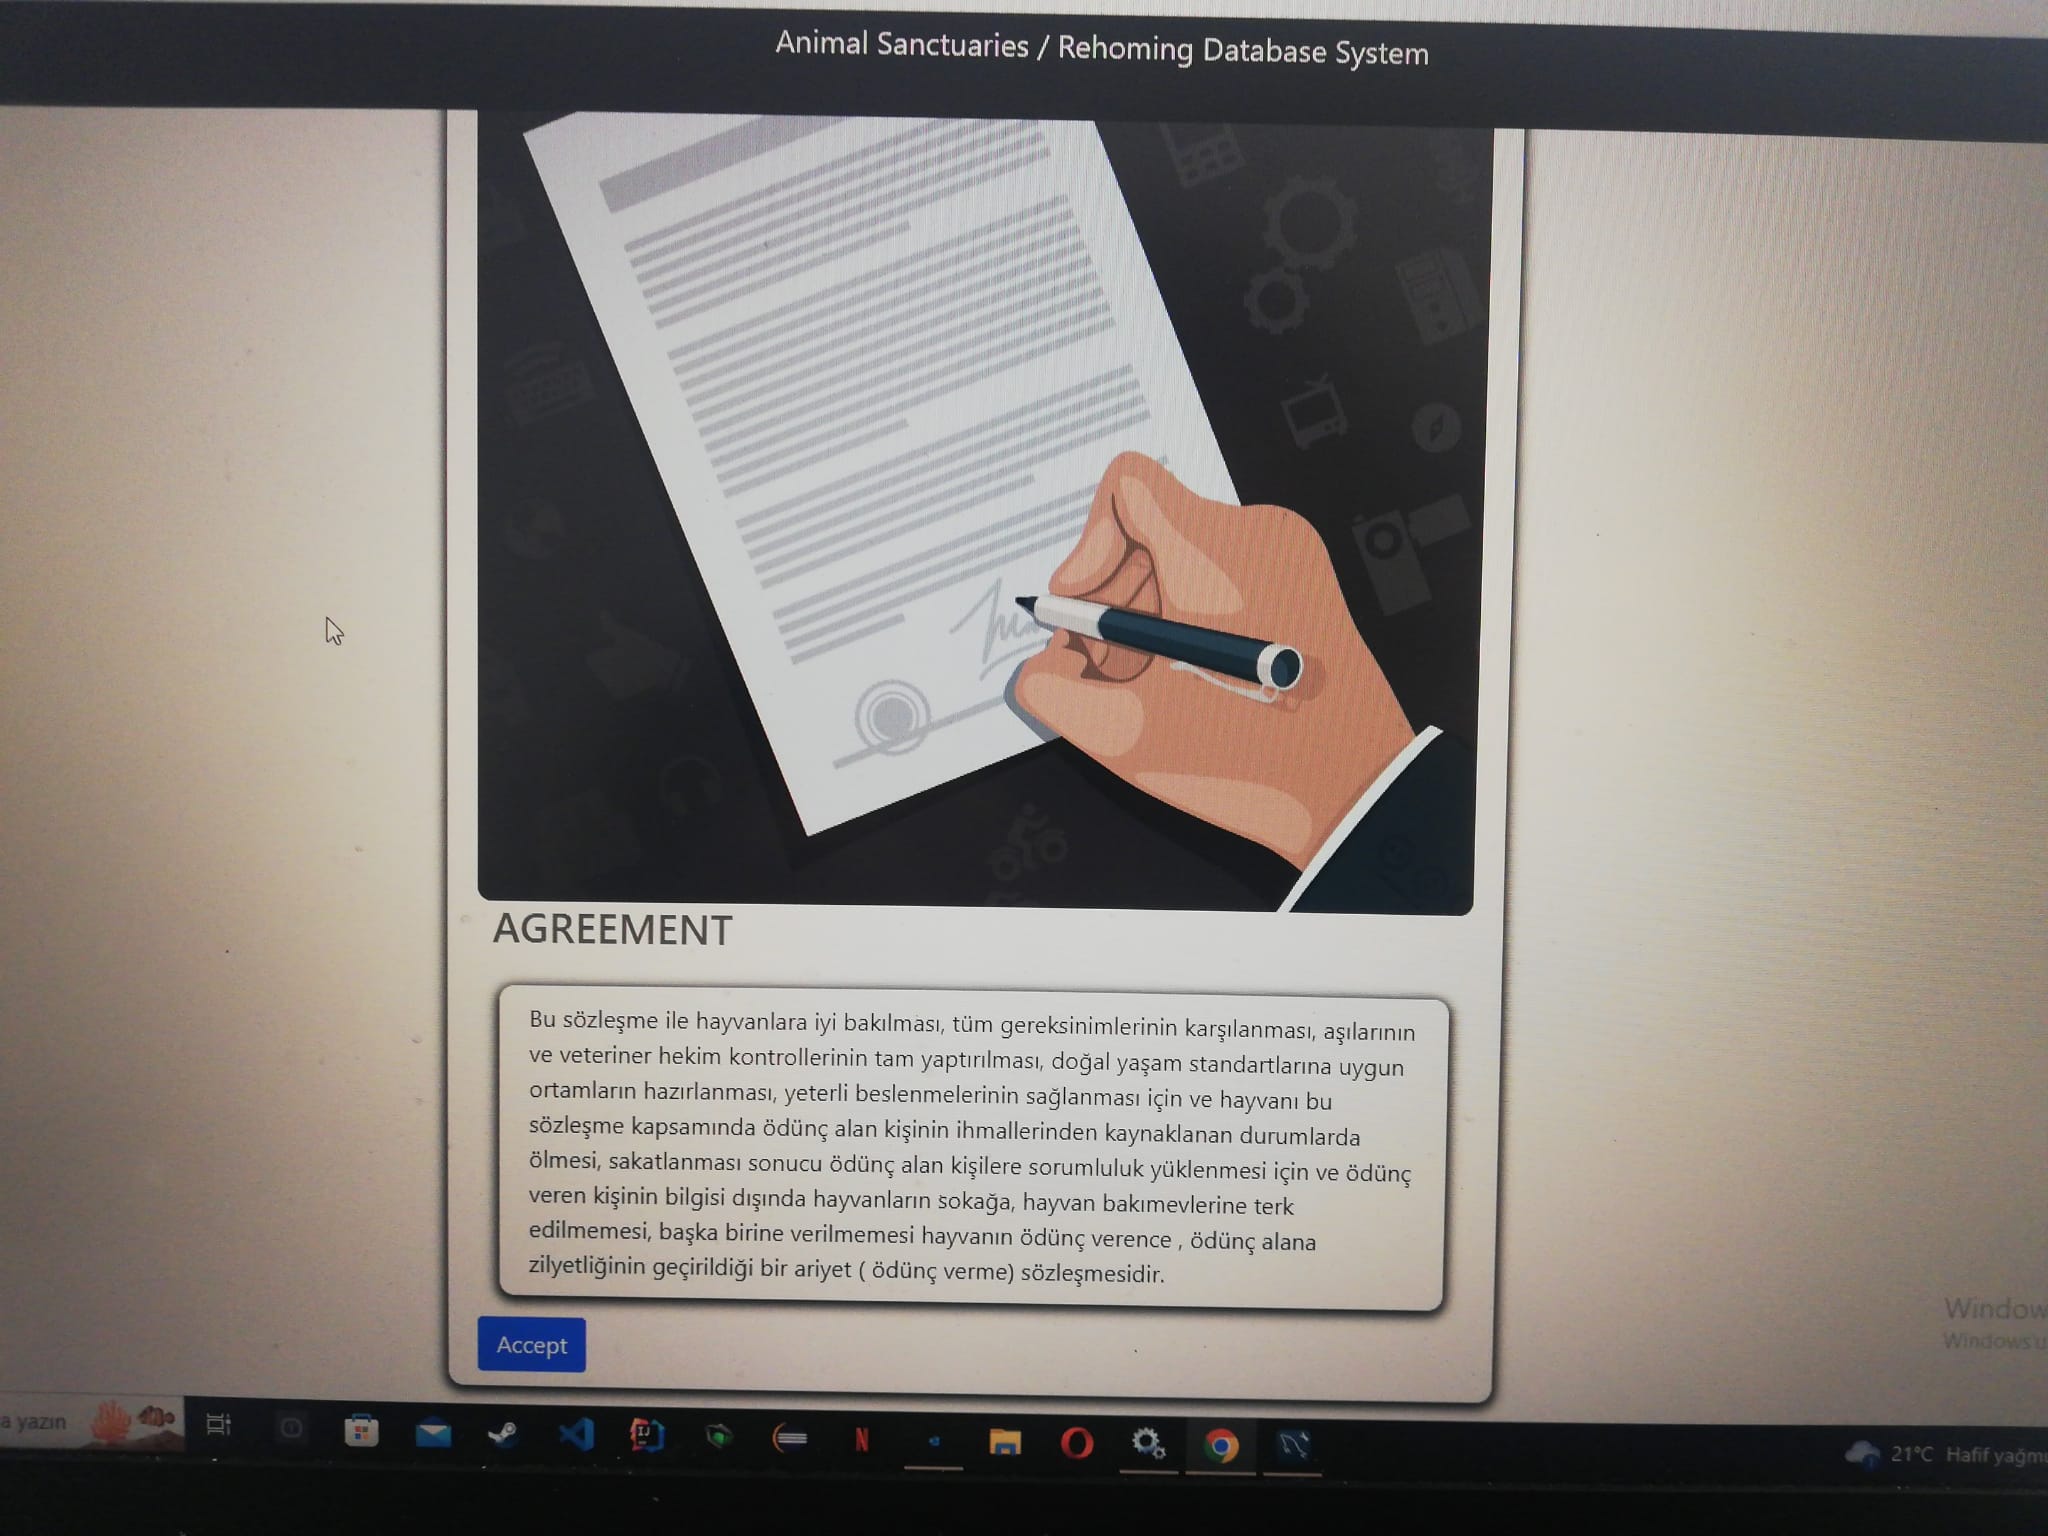 Animal Sanctuaries / Rehoming Database System
AGREEMENT
Bu sözleşme ile hayvanlara iyi bakılması, tüm gereksinimlerinin karşılanması, aşılarının
ve veteriner hekim kontrollerinin tam yaptırılması, doğal yaşam standartlarına uygun
ortamların hazırlanması, yeterli beslenmelerinin sağlanması için ve hayvanı bu
sözleşme kapsamında ödünç alan kişinin ihmallerinden kaynaklanan durumlarda
ölmesi, sakatlanması sonucu ödünç alan kişilere sorumluluk yüklenmesi için ve ödünç
veren kişinin bilgisi dışında hayvanların sokağa, hayvan bakımevlerine terk
edilmemesi, başka birine verilmemesi hayvanın ödünç verence , ödünç alana
zilyetliğinin geçirildiği bir ariyet ( ödünç verme) sözleşmesidir.
Accept
Window
Windows'u
a yazın
IJ
N
21°C Hafif yağmu